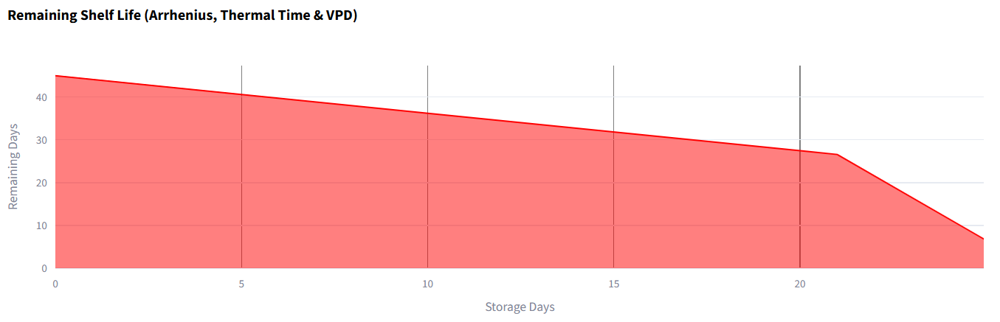 Remaining Shelf Life (Arrhenius, Thermal Time & VPD)
40
30
20
10
0
Remaining Days
0 5 10 15 20
Storage Days